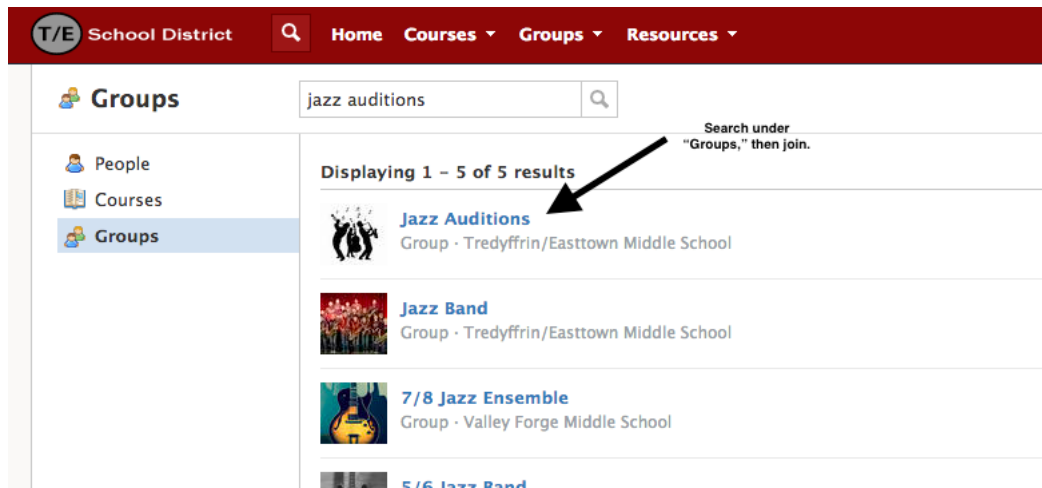 T/E School District Home Courses Groups Resources
Groups
jazz auditions
Search under
“Groups,” then join.
People
Courses
Groups
Displaying 1 – 5 of 5 results
Jazz Auditions
Group · Tredyffrin/Easttown Middle School
Jazz Band
Group · Tredyffrin/Easttown Middle School
7/8 Jazz Ensemble
Group · Valley Forge Middle School
5/6 Jazz Band